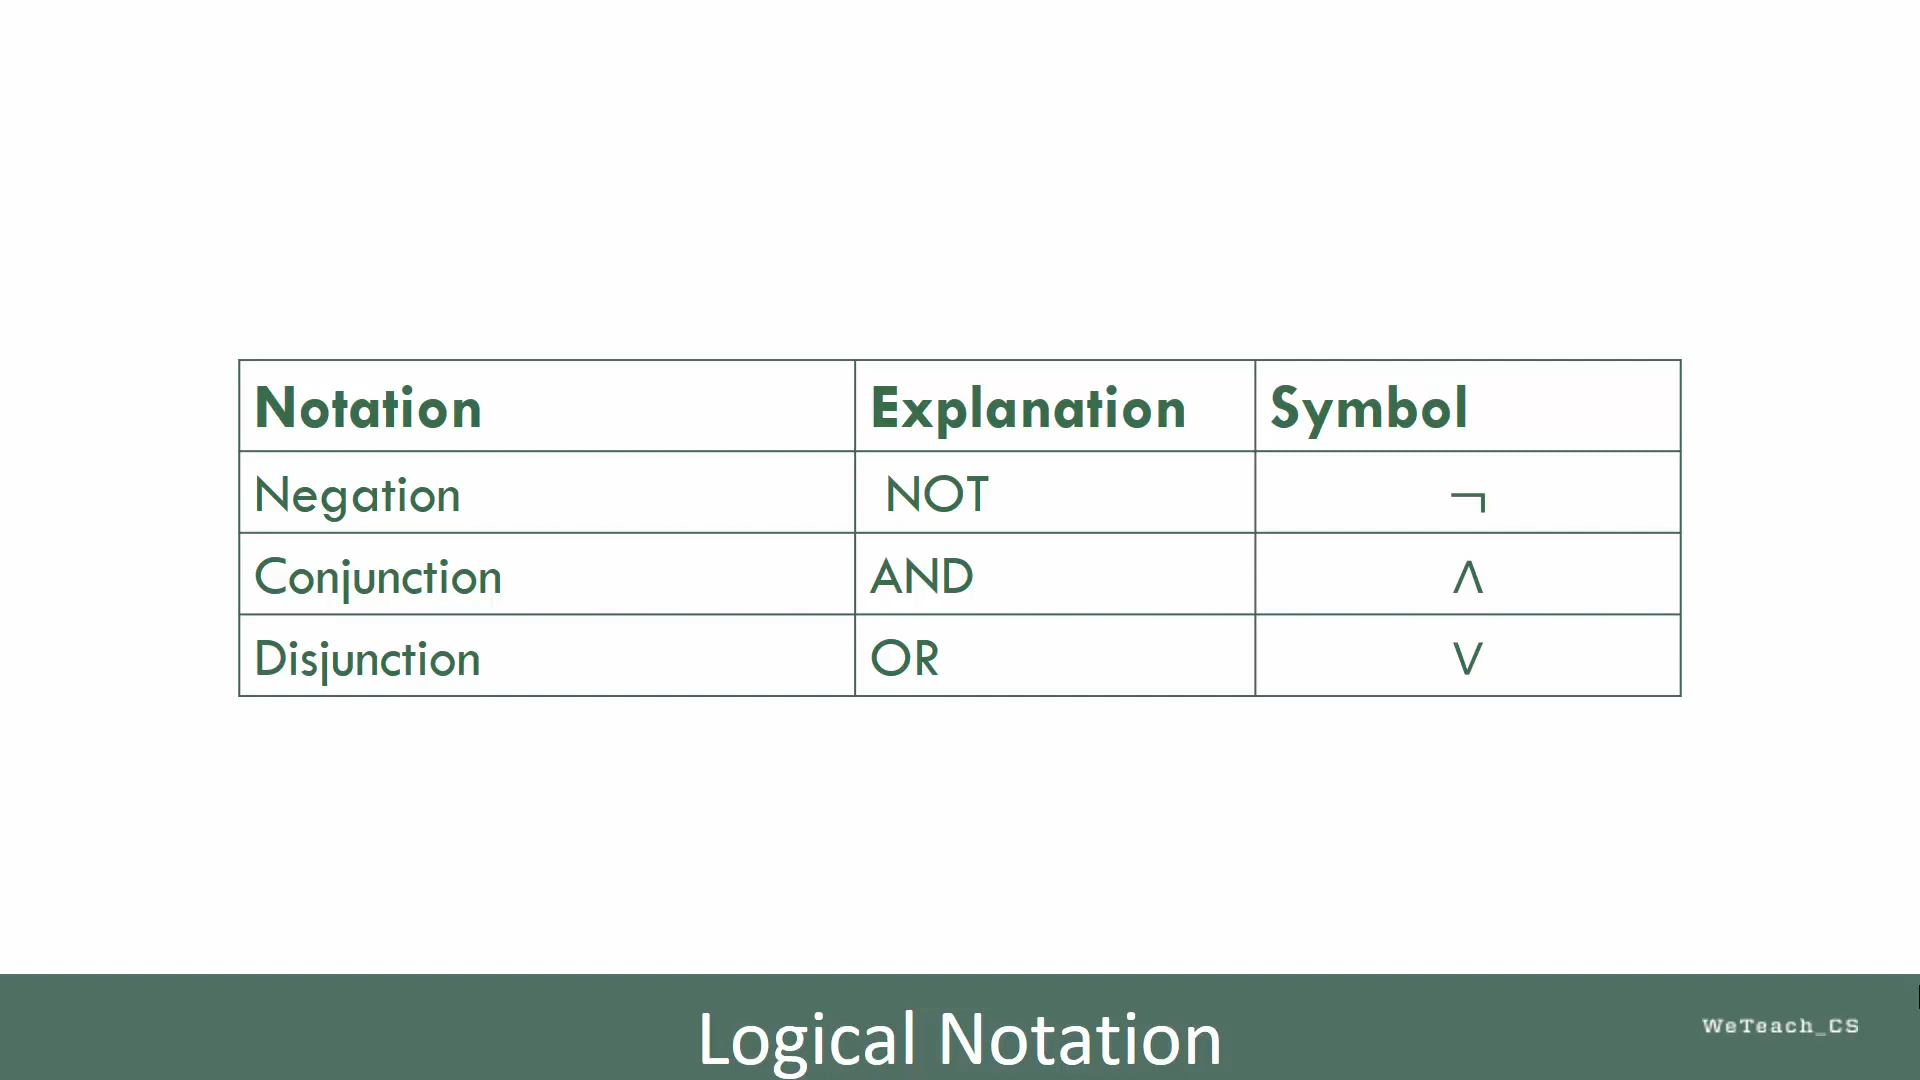 Notation Explanation Symbol
Negation NOT ¬
Conjunction AND ∧
Disjunction OR ∨
Logical Notation
WeTeach_CS